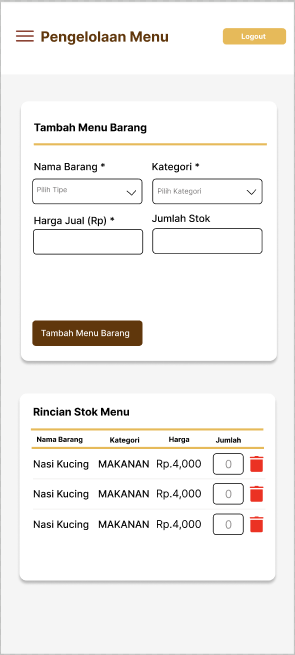 Pengelolaan Menu Logout
Tambah Menu Barang
Nama Barang * Kategori *
Pilih Tipe Pilih Kategori
Harga Jual (Rp) * Jumlah Stok
Tambah Menu Barang
Rincian Stok Menu
Nama Barang Kategori Harga Jumlah
Nasi Kucing MAKANAN Rp.4,000 0
Nasi Kucing MAKANAN Rp.4,000 0
Nasi Kucing MAKANAN Rp.4,000 0